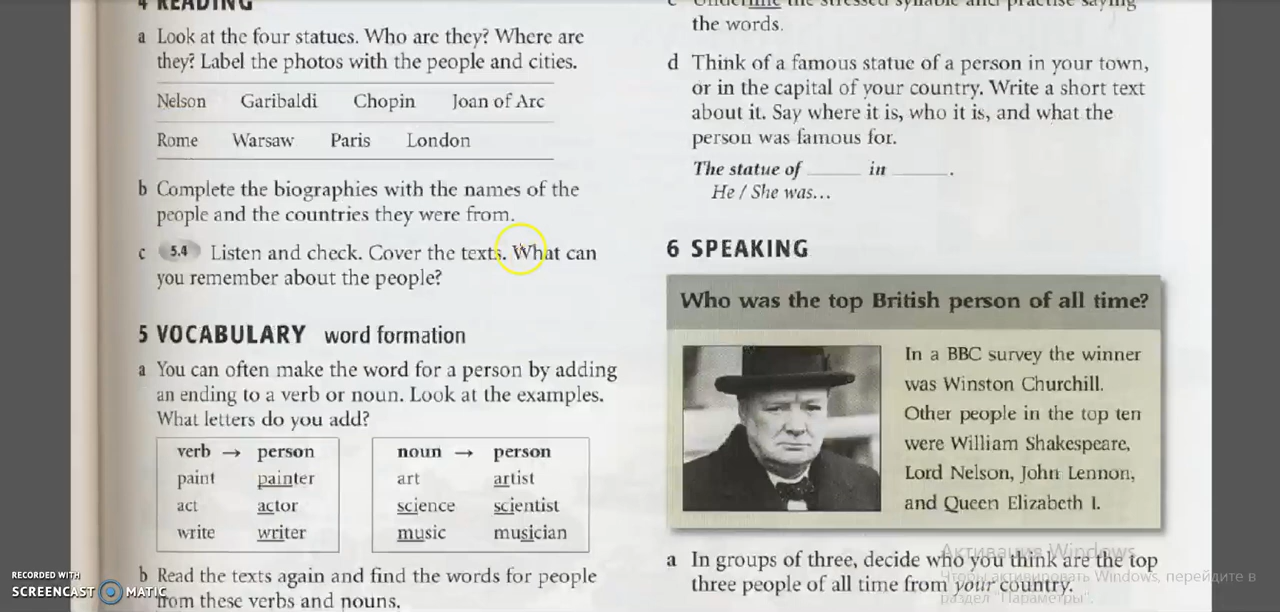 4 READING
a Look at the four statues. Who are they? Where are
they? Label the photos with the people and cities.
Nelson Garibaldi Chopin Joan of Arc
Rome Warsaw Paris London
b Complete the biographies with the names of the
people and the countries they were from.
c 5.4 Listen and check. Cover the texts. What can
you remember about the people?
5 VOCABULARY word formation
a You can often make the word for a person by adding
an ending to a verb or noun. Look at the examples.
What letters do you add?
verb → person
paint painter
act actor
write writer
noun → person
art artist
science scientist
music musician
b Read the texts again and find the words for people
from these verbs and nouns.
c Underline the stressed syllable and practise saying
the words.
d Think of a famous statue of a person in your town,
or in the capital of your country. Write a short text
about it. Say where it is, who it is, and what the
person was famous for.
The statue of ______ in ______.
He / She was...
6 SPEAKING
Who was the top British person of all time?
In a BBC survey the winner
was Winston Churchill.
Other people in the top ten
were William Shakespeare,
Lord Nelson, John Lennon,
and Queen Elizabeth I.
a In groups of three, decide who you think are the top
three people of all time from your country.
Активация Windows
Чтобы активировать Windows, перейдите в
раздел "Параметры".
RECORDED WITH
SCREENCAST MATIC